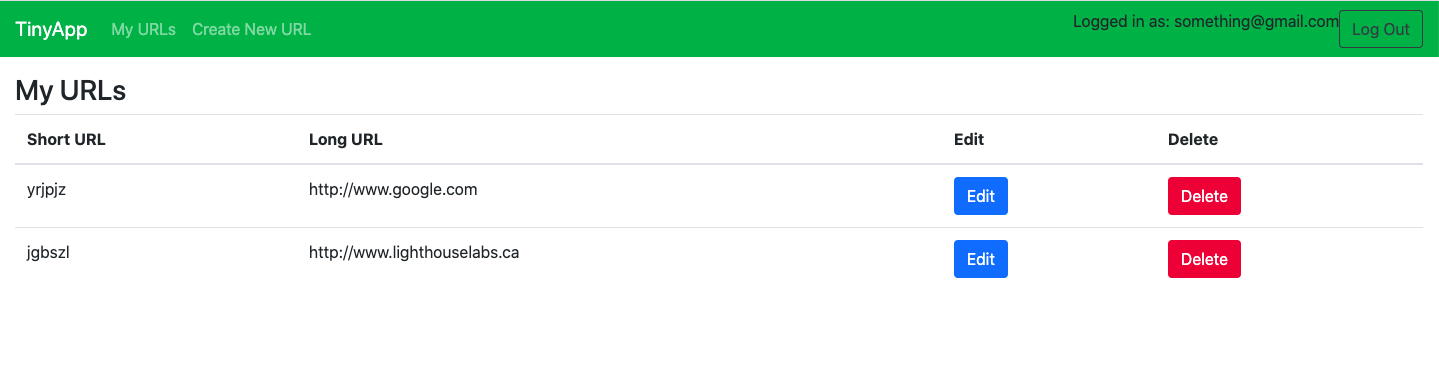 TinyApp My URLs Create New URL Logged in as: something@gmail.com Log Out
My URLs
Short URL Long URL Edit Delete
yrjpjz http://www.google.com Edit Delete
jgbszl http://www.lighthouselabs.ca Edit Delete